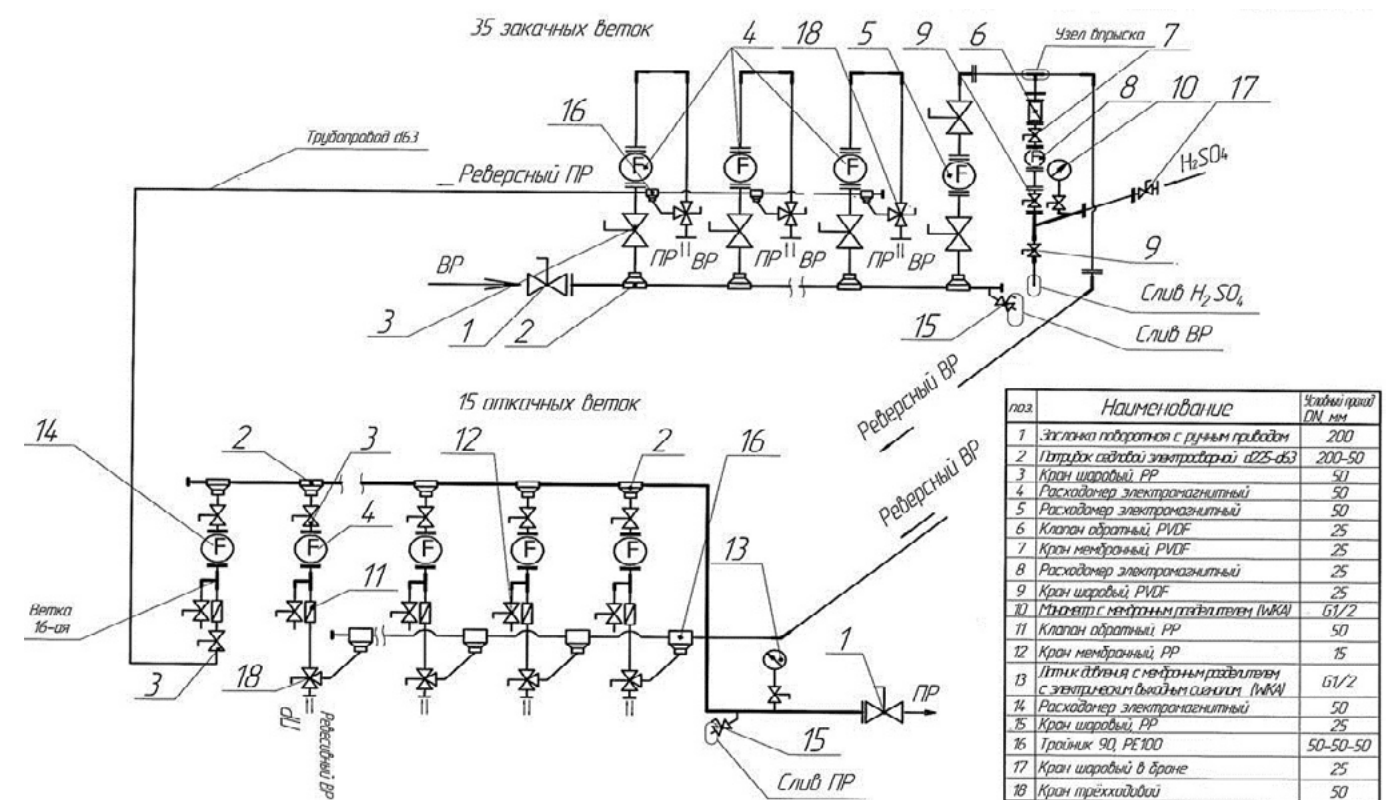 35 закачных веток
4 18 5 9 6
Узел впрыска
7
8
10
17
16
H₂SO₄
Трубопровод d63
Реверсный ПР
ВР
ПР ВР
ПР ВР
ПР ВР
9
Слив H₂SO₄
15
Слив ВР
3 1 2
F F F F F
Реверсный ВР
15 откачных веток
14 2 3 12 2 16
4
Реверсный ВР
13
F F F F F
11
Ветка
16-ая
3
18
1
ПР
ПР
15
Слив ПР
поз. Наименование Условный проход
DN, мм
1 Заслонка поворотная с ручным приводом 200
2 Патрубок седловой электросварной d225-d63 200-50
3 Кран шаровый PP 50
4 Расходомер электромагнитный 50
5 Расходомер электромагнитный 50
6 Клапан обратный, PVDF 25
7 Кран мембранный, PVDF 25
8 Расходомер электромагнитный 25
9 Кран шаровый, PVDF 25
10 Манометр с мембранным разделителем (WKA) G1/2
11 Клапан обратный, PP 50
12 Кран мембранный, PP 15
13 Датчик давления, с мембранным разделителем
с электрическим выходным сигналом (WKA) G1/2
14 Расходомер электромагнитный 50
15 Кран шаровый, PP 25
16 Тройник 90, PE100 50-50-50
17 Кран шаровый в броне 25
18 Кран трёхходовой 50